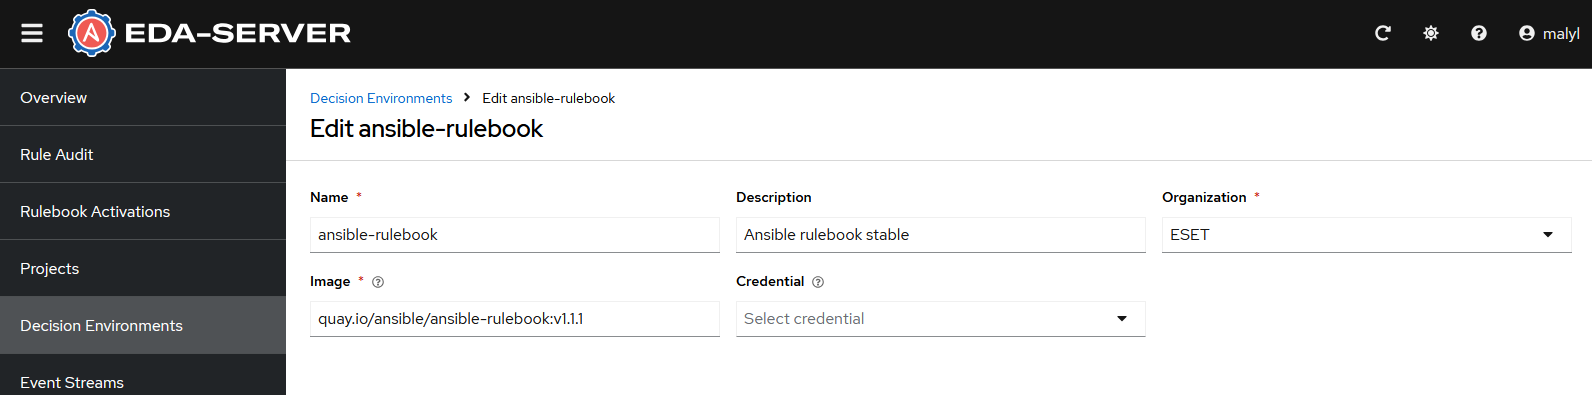 EDA-SERVER
malyl
Overview
Rule Audit
Rulebook Activations
Projects
Decision Environments
Event Streams
Decision Environments > Edit ansible-rulebook
Edit ansible-rulebook
Name * Description Organization *
ansible-rulebook Ansible rulebook stable ESET
Image * Credential
quay.io/ansible/ansible-rulebook:v1.1.1 Select credential